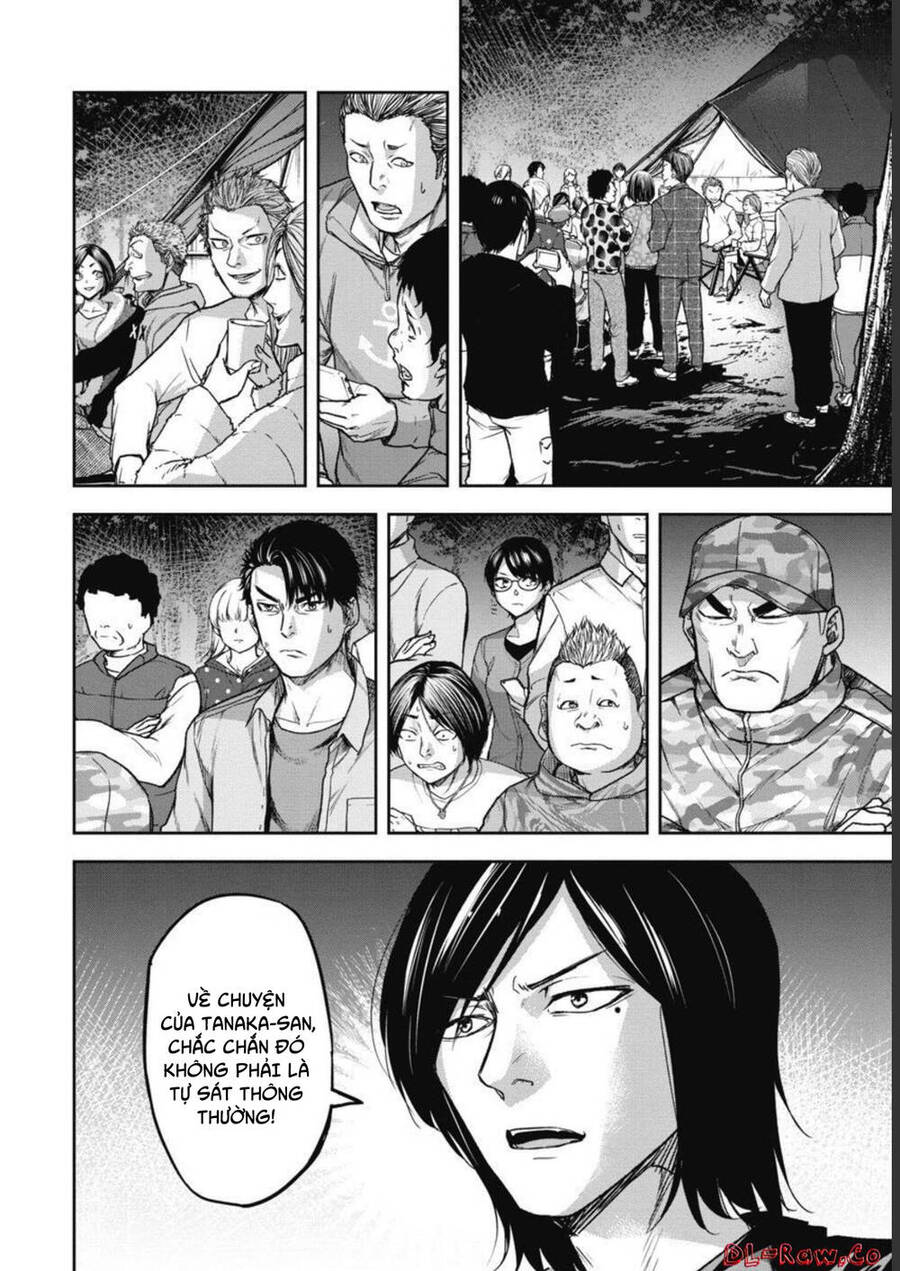 VỀ CHUYỆN
CỦA TANAKA-SAN,
CHẮC CHẮN ĐÓ
KHÔNG PHẢI LÀ
TỰ SÁT THÔNG
THƯỜNG!
DL-Raw.Co